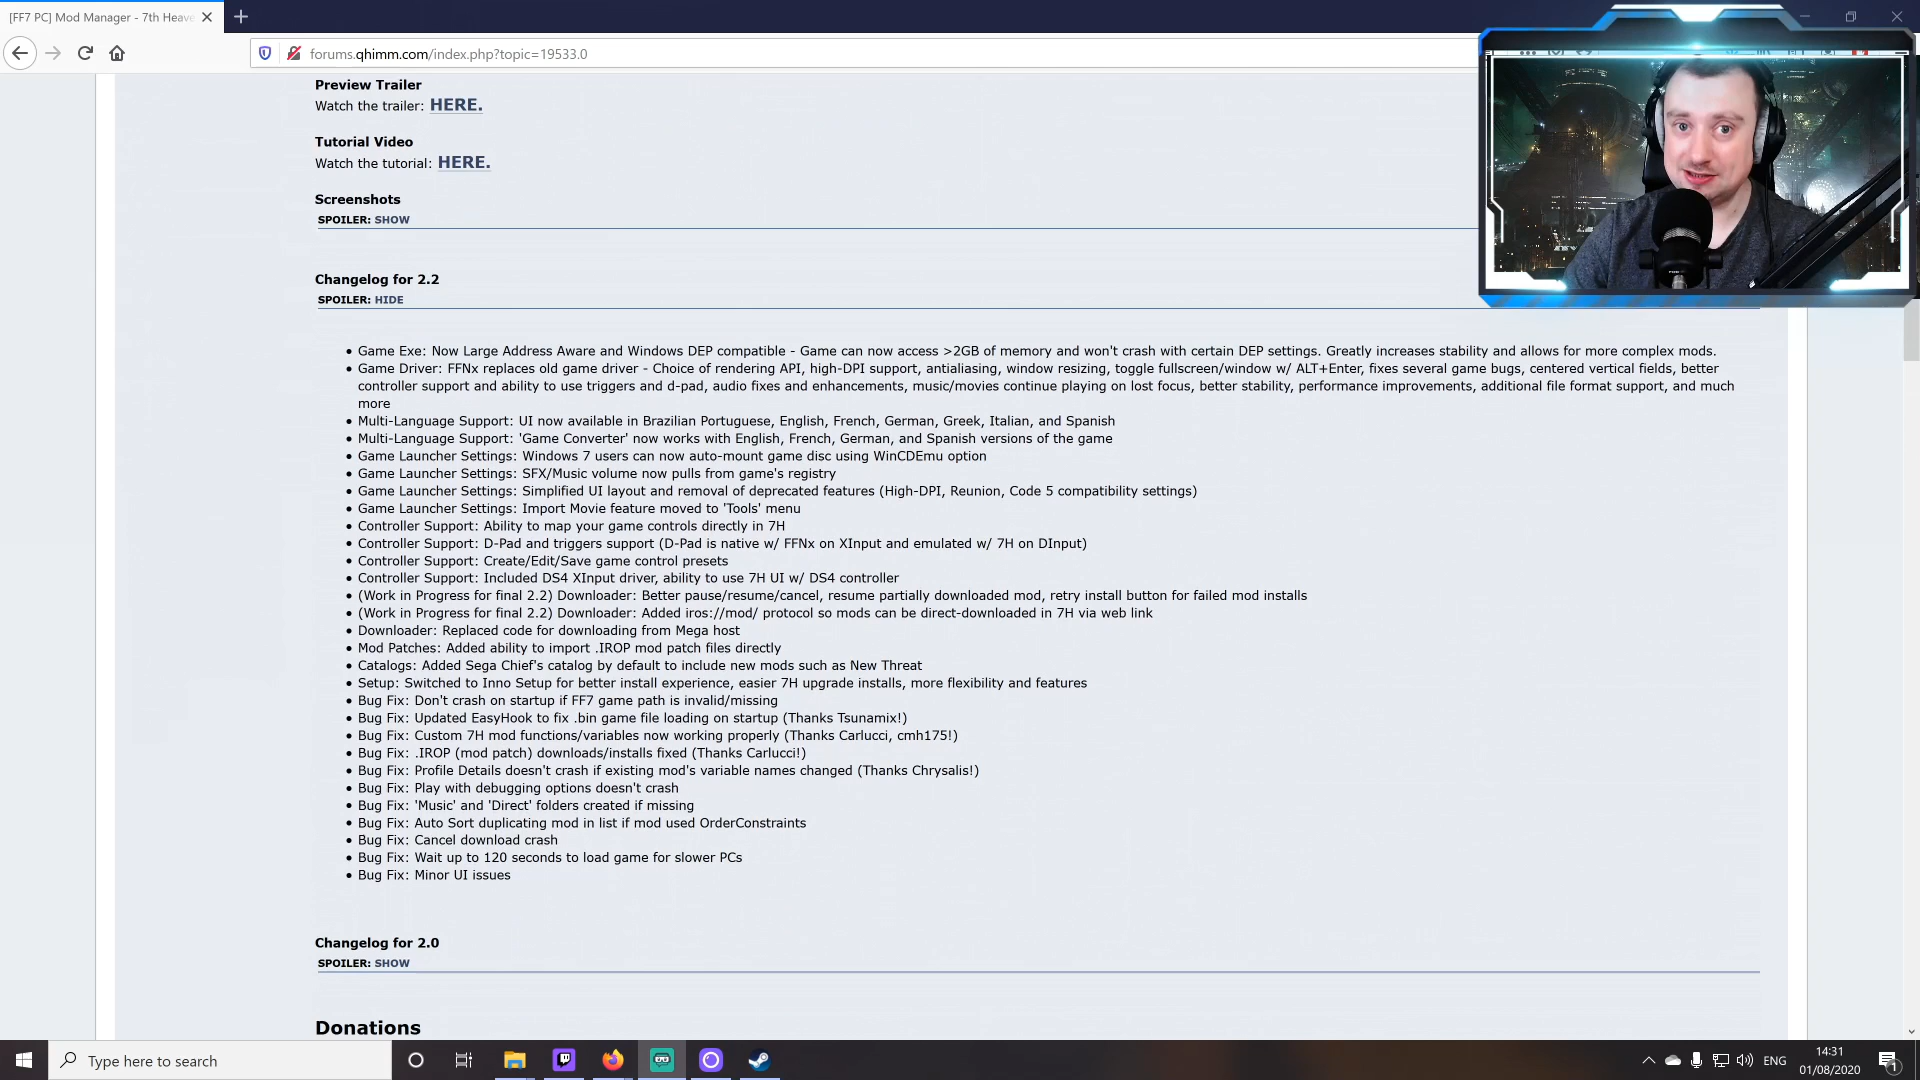 [FF7 PC] Mod Manager - 7th Heave
forums.qhimm.com/index.php?topic=19533.0
Preview Trailer
Watch the trailer: HERE.
Tutorial Video
Watch the tutorial: HERE.
Screenshots
SPOILER: SHOW
Changelog for 2.2
SPOILER: HIDE
Game Exe: Now Large Address Aware and Windows DEP compatible - Game can now access >2GB of memory and won't crash with certain DEP settings. Greatly increases stability and allows for more complex mods.
Game Driver: FFNx replaces old game driver - Choice of rendering API, high-DPI support, antialiasing, window resizing, toggle fullscreen/window w/ ALT+Enter, fixes several game bugs, centered vertical fields, better
controller support and ability to use triggers and d-pad, audio fixes and enhancements, music/movies continue playing on lost focus, better stability, performance improvements, additional file format support, and much
more
Multi-Language Support: UI now available in Brazilian Portuguese, English, French, German, Greek, Italian, and Spanish
Multi-Language Support: 'Game Converter' now works with English, French, German, and Spanish versions of the game
Game Launcher Settings: Windows 7 users can now auto-mount game disc using WinCDEmu option
Game Launcher Settings: SFX/Music volume now pulls from game's registry
Game Launcher Settings: Simplified UI layout and removal of deprecated features (High-DPI, Reunion, Code 5 compatibility settings)
Game Launcher Settings: Import Movie feature moved to 'Tools' menu
Controller Support: Ability to map your game controls directly in 7H
Controller Support: D-Pad and triggers support (D-Pad is native w/ FFNx on XInput and emulated w/ 7H on DInput)
Controller Support: Create/Edit/Save game control presets
Controller Support: Included DS4 XInput driver, ability to use 7H UI w/ DS4 controller
(Work in Progress for final 2.2) Downloader: Better pause/resume/cancel, resume partially downloaded mod, retry install button for failed mod installs
(Work in Progress for final 2.2) Downloader: Added iros://mod/ protocol so mods can be direct-downloaded in 7H via web link
Downloader: Replaced code for downloading from Mega host
Mod Patches: Added ability to import .IROP mod patch files directly
Catalogs: Added Sega Chief's catalog by default to include new mods such as New Threat
Setup: Switched to Inno Setup for better install experience, easier 7H upgrade installs, more flexibility and features
Bug Fix: Don't crash on startup if FF7 game path is invalid/missing
Bug Fix: Updated EasyHook to fix .bin game file loading on startup (Thanks Tsunamix!)
Bug Fix: Custom 7H mod functions/variables now working properly (Thanks Carlucci, cmh175!)
Bug Fix: .IROP (mod patch) downloads/installs fixed (Thanks Carlucci!)
Bug Fix: Profile Details doesn't crash if existing mod's variable names changed (Thanks Chrysalis!)
Bug Fix: Play with debugging options doesn't crash
Bug Fix: 'Music' and 'Direct' folders created if missing
Bug Fix: Auto Sort duplicating mod in list if mod used OrderConstraints
Bug Fix: Cancel download crash
Bug Fix: Wait up to 120 seconds to load game for slower PCs
Bug Fix: Minor UI issues
Changelog for 2.0
SPOILER: SHOW
Donations
Type here to search
ENG
14:31
01/08/2020
1